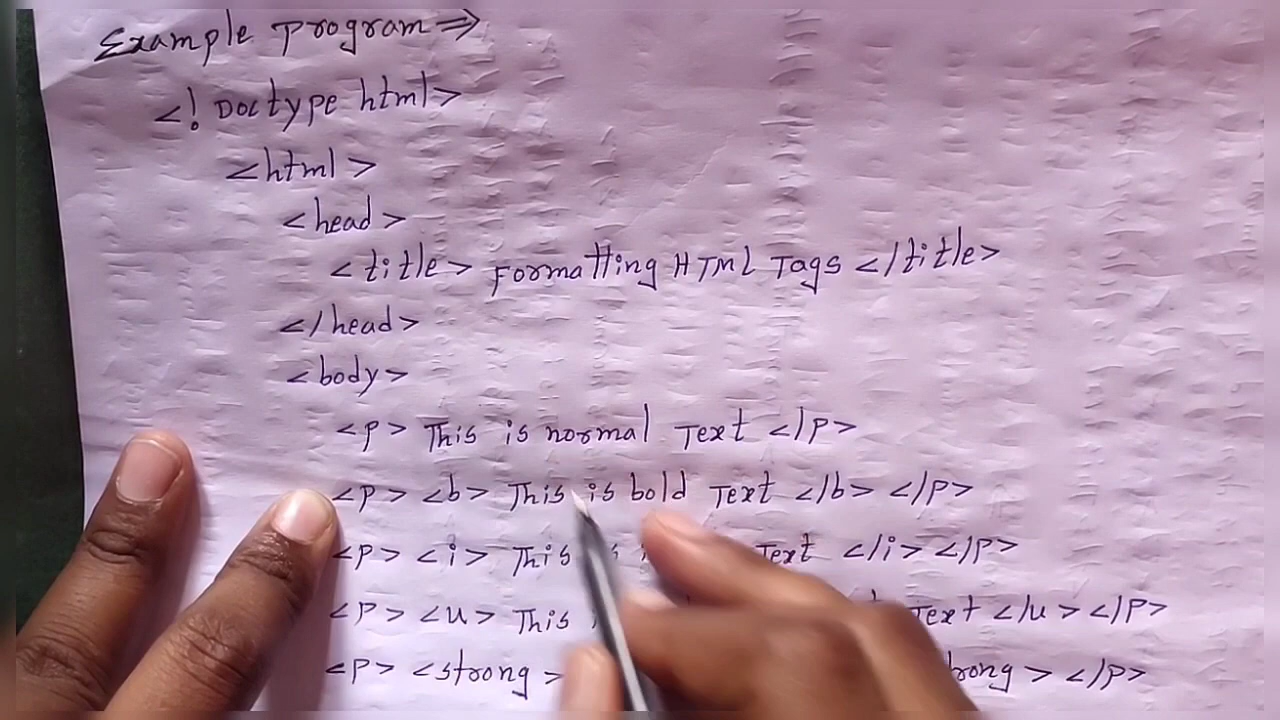 Example Program ⇒
<! Doctype html>
<html>
<head>
<title> Formatting HTML Tags </title>
</head>
<body>
<p> This is normal Text </p>
<p> <b> This is bold Text </b> </p>
<p> <i> This Text </i> </p>
<p> <u> This Text </u> </p>
<p> <strong > > </p>